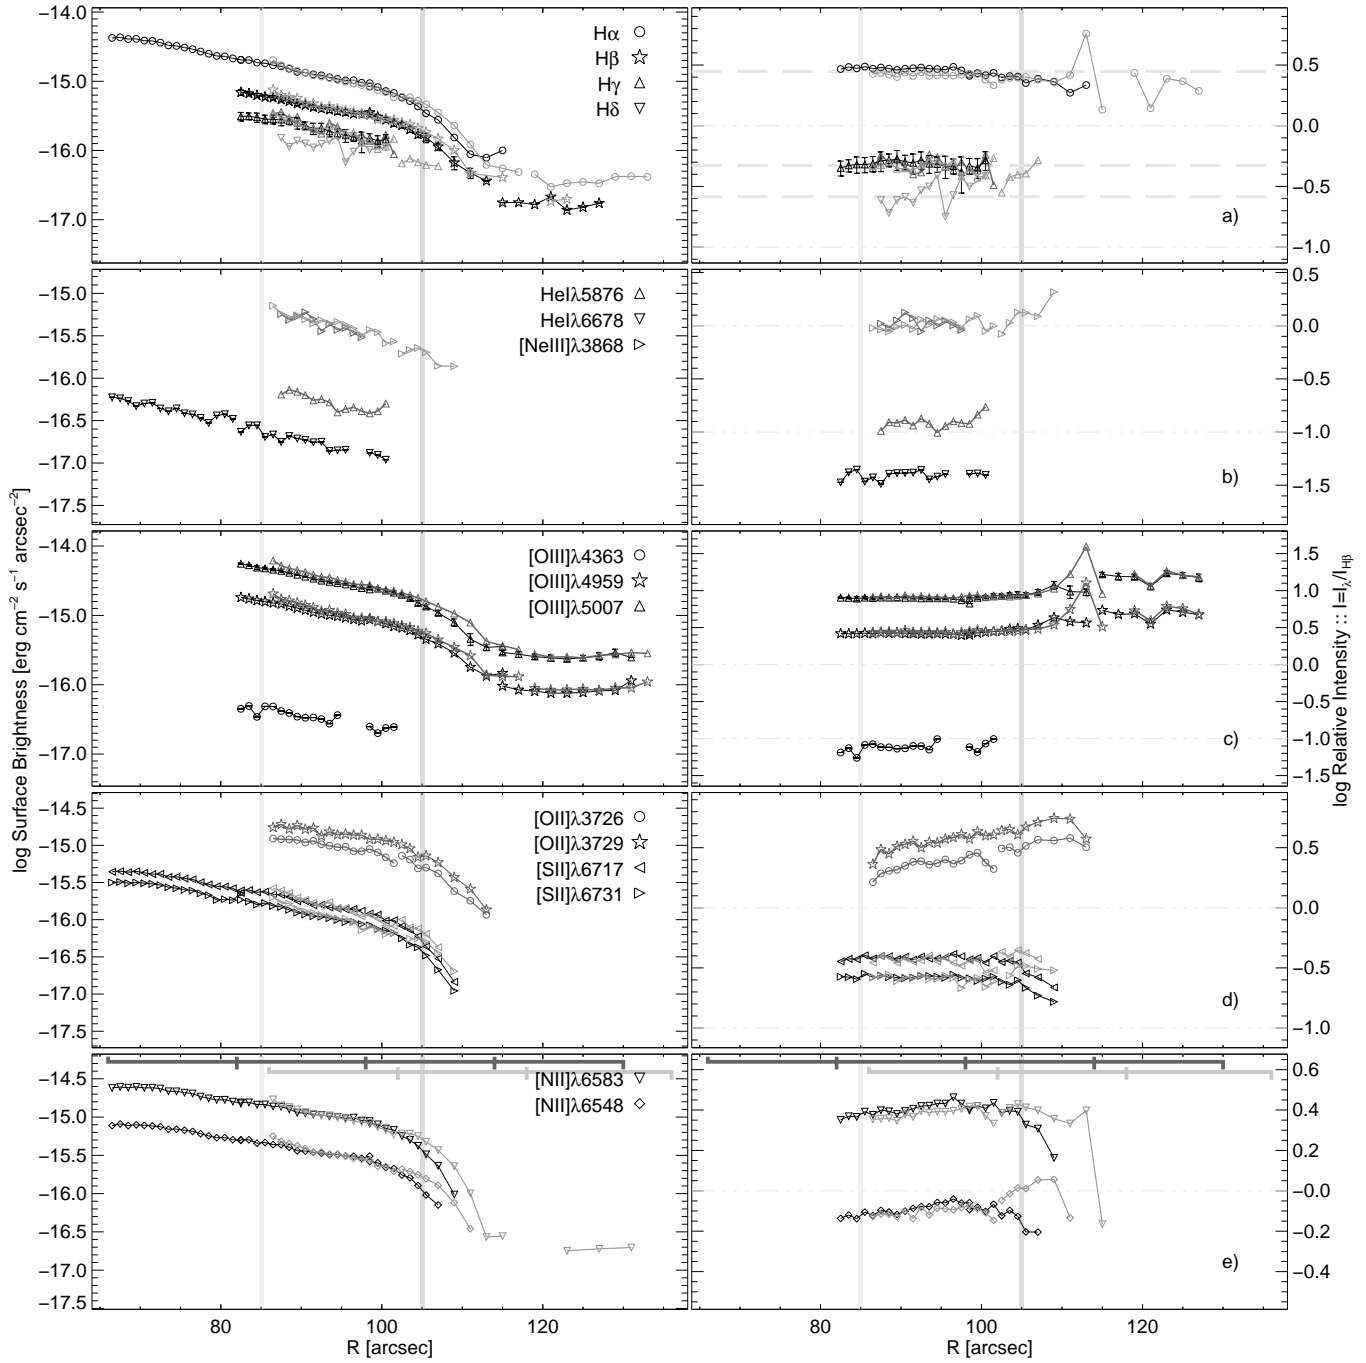 −14.0
−15.0
−16.0
−17.0
Hα
Hβ
Hγ
Hδ
0.5
0.0
−0.5
−1.0
a)
−15.0
−15.5
−16.0
−16.5
−17.0
−17.5
HeIλ5876
HeIλ6678
[NeIII]λ3868
0.5
0.0
−0.5
−1.0
−1.5
b)
−14.0
−15.0
−16.0
−17.0
[OIII]λ4363
[OIII]λ4959
[OIII]λ5007
1.5
1.0
0.5
0.0
−0.5
−1.0
−1.5
c)
−14.5
−15.0
−15.5
−16.0
−16.5
−17.0
−17.5
[OII]λ3726
[OII]λ3729
[SII]λ6717
[SII]λ6731
0.5
0.0
−0.5
−1.0
d)
−14.5
−15.0
−15.5
−16.0
−16.5
−17.0
−17.5
[NII]λ6583
[NII]λ6548
0.6
0.4
0.2
−0.0
−0.2
−0.4
e)
80
100
120
80
100
120
R [arcsec]
R [arcsec]
log Surface Brightness [erg cm−2 s−1 arcsec−2]
log Relative Intensity :: I=Iλ/IHβ